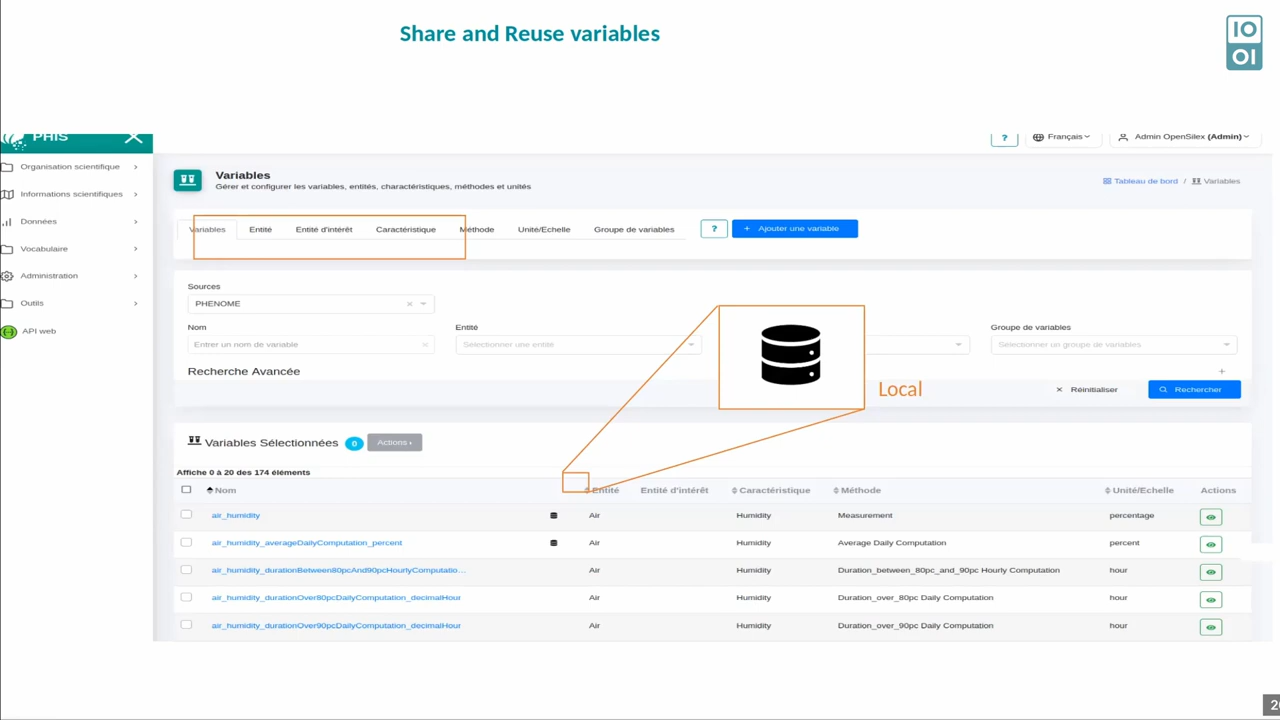 Share and Reuse variables
IO
OI
PHIS
? Français Admin OpenSilex (Admin)
Organisation scientifique
Informations scientifiques
Données
Vocabulaire
Administration
Outils
API web
Variables
Gérer et configurer les variables, entités, charactéristiques, méthodes et unités
Tableau de bord / Variables
Variables Entité Entité d'intérêt Caractéristique Méthode Unité/Echelle Groupe de variables ? + Ajouter une variable
Sources
PHENOME
Nom Entité Groupe de variables
Entrer un nom de variable Sélectionner une entité Sélectionner un groupe de variables
Recherche Avancée +
Local
Réinitialiser Rechercher
Variables Sélectionnées 0 Actions
Affiche 0 à 20 des 174 éléments
Nom Entité Entité d'intérêt Caractéristique Méthode Unité/Echelle Actions
air_humidity Air Humidity Measurement percentage
air_humidity_averageDailyComputation_percent Air Humidity Average Daily Computation percent
air_humidity_durationBetween80pcAnd90pcHourlyComputatio... Air Humidity Duration_between_80pc_and_90pc Hourly Computation hour
air_humidity_durationOver80pcDailyComputation_decimalHour Air Humidity Duration_over_80pc Daily Computation hour
air_humidity_durationOver90pcDailyComputation_decimalHour Air Humidity Duration_over_90pc Daily Computation hour